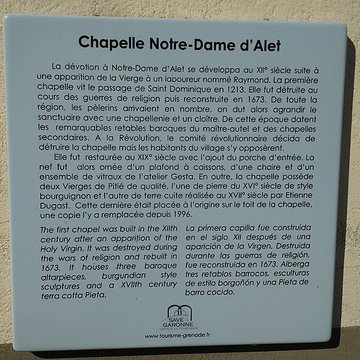 Chapelle Notre-Dame d'Alet
La dévotion à Notre-Dame d'Alet se développa au XIIº siècle suite à
une apparition de la Vierge à un laboureur nommé Raymond. La première
chapelle vit le passage de Saint Dominique en 1213. Elle fut détruite au
cours des guerres de religion puis reconstruite en 1673. De toute la
région, les pèlerins arrivaient en nombre, on dut alors agrandir le
sanctuaire avec une chapellenie et un cloître. De cette époque datent
les remarquables retables baroques du maître-autel et des chapelles
secondaires. A la Révolution, le comité révolutionnaire décida de
détruire la chapelle mais les habitants du village s'y opposèrent.
Elle fut restaurée au XIXº siècle avec l'ajout du porche d'entrée. La
nef fut alors ornée d'un plafond à caissons, d'une chaire et d'un
ensemble de vitraux de l'atelier Gesta. En outre, la chapelle possède
deux Vierges de Pitié de qualité, l'une de pierre du XVIº siècle de style
bourguignon et l'autre de terre cuite réalisée au XVIIº siècle par Etienne
Dugast. Cette dernière était placée à l'origine sur le toit de la chapelle,
une copie l'y a remplacée depuis 1996.
The first chapel was built in the XIIth
century after an apparition of the
Holy Virgin. It was destroyed during
the wars of religion and rebuilt in
1673. It houses three baroque
altarpieces, burgundian style
sculptures and a XVIIth century
terra cotta Pieta.
La primera capilla fue construida
en el siglo XII después de una
aparición de la Virgen. Destruida
durante las guerras de religión,
fue reconstruida en 1673. Alberga
tres retablos barrocos, esculturas
de estilo borgoñón y una Pieta de
barro cocido.
SAVE
GARONNE
www.tourisme-grenade.fr